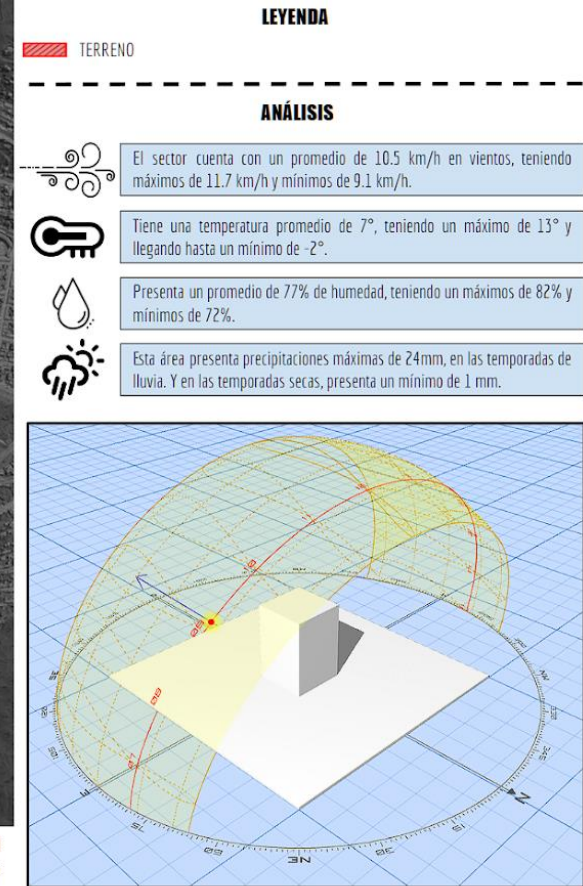 LEYENDA
TERRENO
ANÁLISIS
El sector cuenta con un promedio de 10.5 km/h en vientos, teniendo
máximos de 11.7 km/h y mínimos de 9.1 km/h.
Tiene una temperatura promedio de 7°, teniendo un máximo de 13° y
llegando hasta un mínimo de -2°.
Presenta un promedio de 77% de humedad, teniendo un máximos de 82% y
mínimos de 72%.
Esta área presenta precipitaciones máximas de 24mm, en las temporadas de
lluvia. Y en las temporadas secas, presenta un mínimo de 1 mm.
75
60
NE
30
15
N